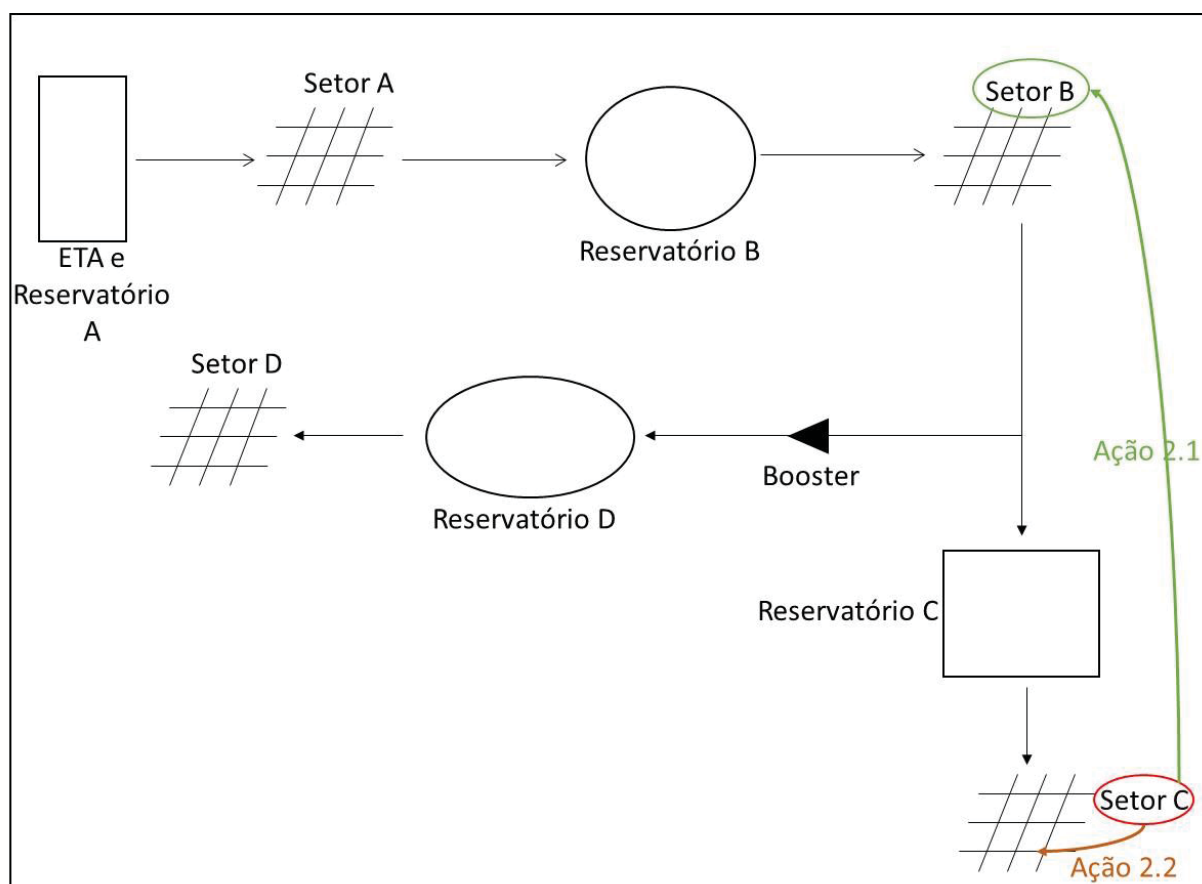 Setor A
Setor B
ETA e
Reservatório
A
Reservatório B
Setor D
Ação 2.1
Booster
Reservatório D
Reservatório C
Setor C
Ação 2.2